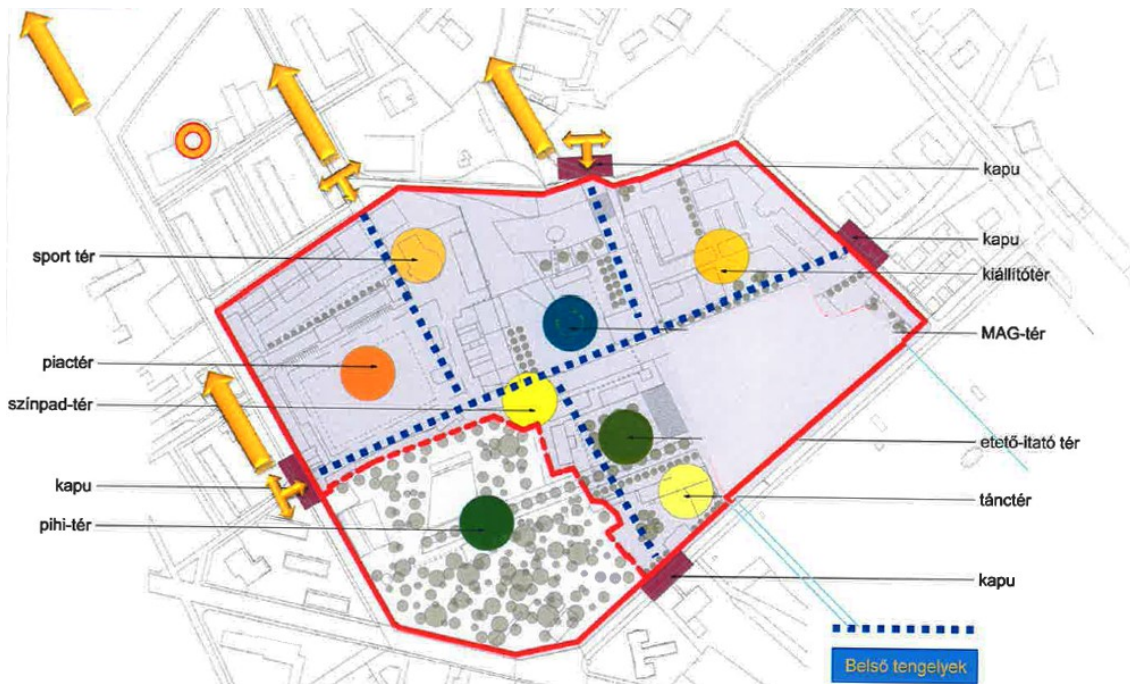 kapu
kapu
sport tér
kiállítótér
MAG-tér
piactér
színpad-tér
etető-itató tér
kapu
tánctér
pihi-tér
kapu
Belső tengelyek